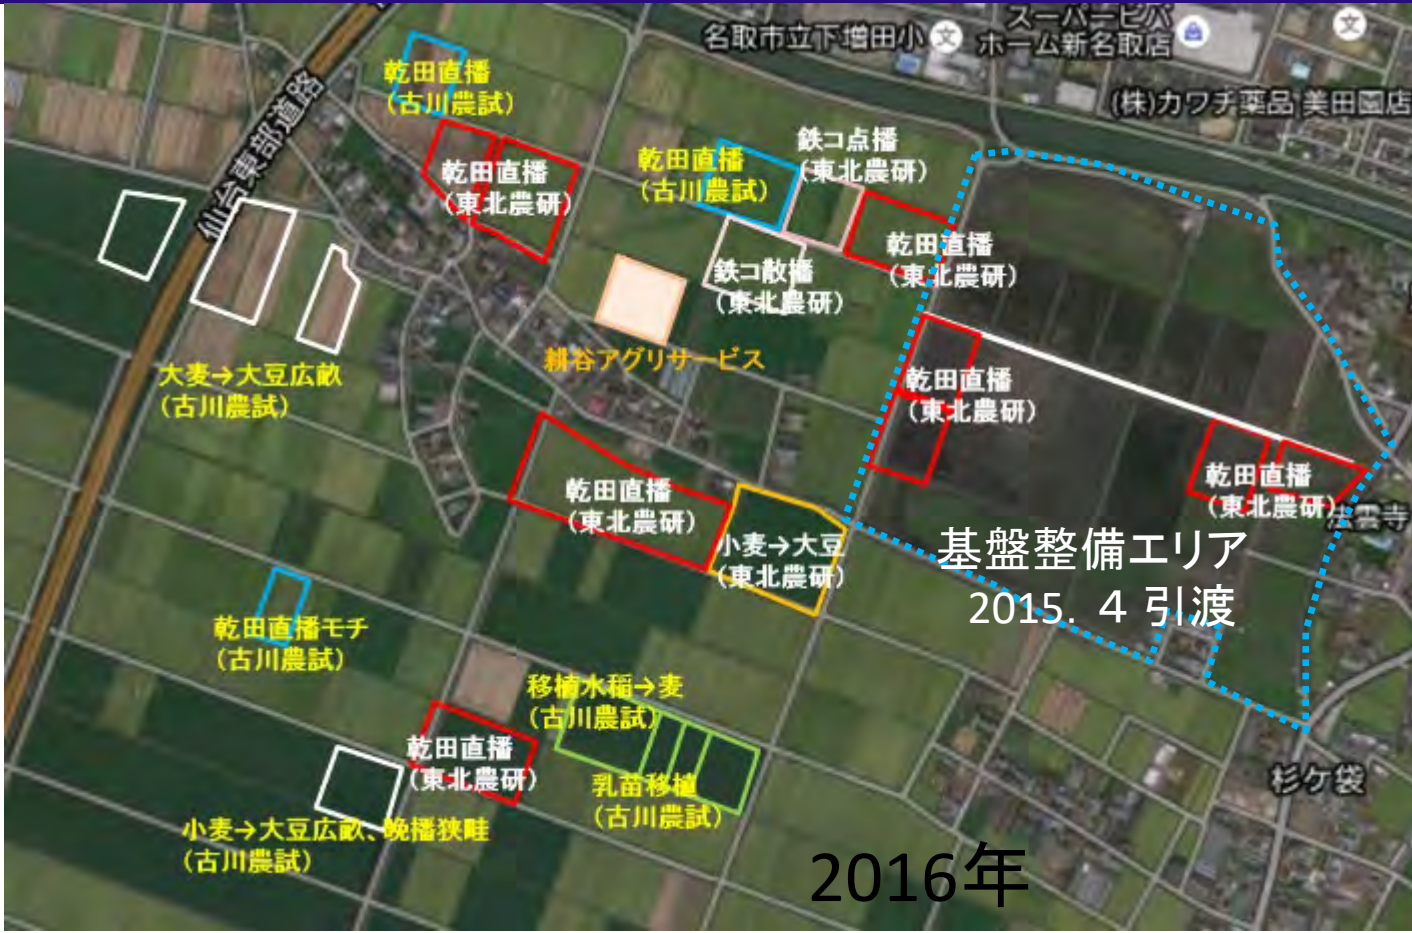 名取市立下増田小
文
スーパービバ
ホーム新名取店
文
(株)カワチ薬品 美田園店
仙台東部道路
乾田直播
(古川農試)
乾田直播
(東北農研)
乾田直播
(古川農試)
鉄コ点播
(東北農研)
乾田直播
(東北農研)
鉄コ散播
(東北農研)
耕谷アグリサービス
大麦→大豆広畝
(古川農試)
乾田直播
(東北農研)
乾田直播
(東北農研)
乾田直播
(東北農研)
法雲寺
小麦→大豆
(東北農研)
基盤整備エリア
2015. 4 引渡
乾田直播モチ
(古川農試)
移植水稲→麦
(古川農試)
乾田直播
(東北農研)
乳苗移植
(古川農試)
杉ケ袋
小麦→大豆広畝、晩播狭畦
(古川農試)
2016年